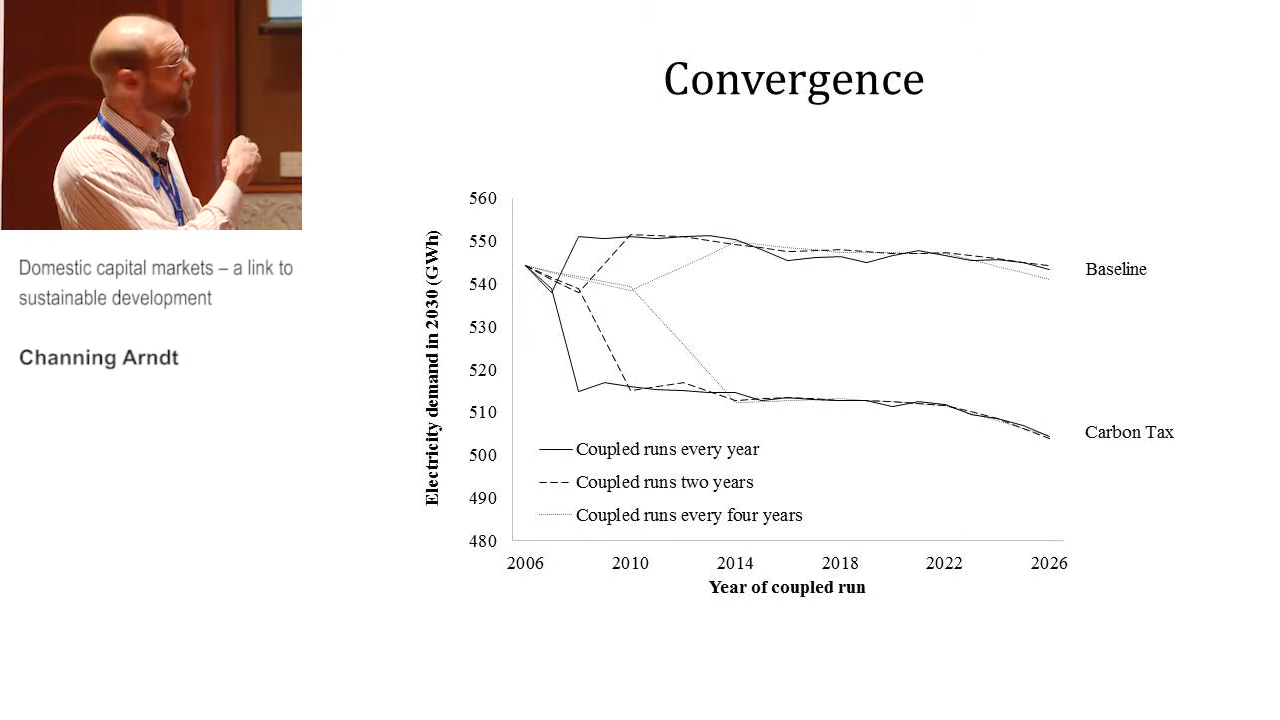 Convergence
Domestic capital markets – a link to
sustainable development
Channing Arndt
Electricity demand in 2030 (GWh)
560
550
540
530
520
510
500
490
480
Baseline
Carbon Tax
Coupled runs every year
Coupled runs two years
Coupled runs every four years
2006 2010 2014 2018 2022 2026
Year of coupled run